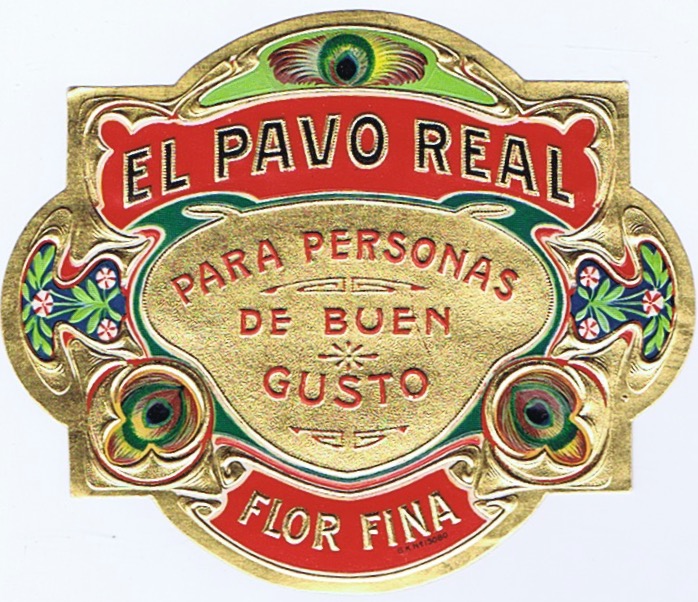 EL PAVO REAL
PARA PERSONAS
DE BUEN
GUSTO
FLOR FINA